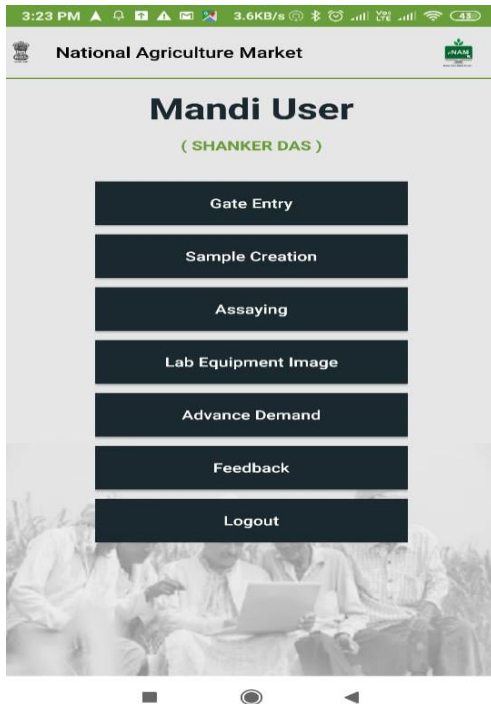 3:23 PM 3.6KB/s 43
National Agriculture Market
eNAM
Mandi User
( SHANKER DAS )
Gate Entry
Sample Creation
Assaying
Lab Equipment Image
Advance Demand
Feedback
Logout